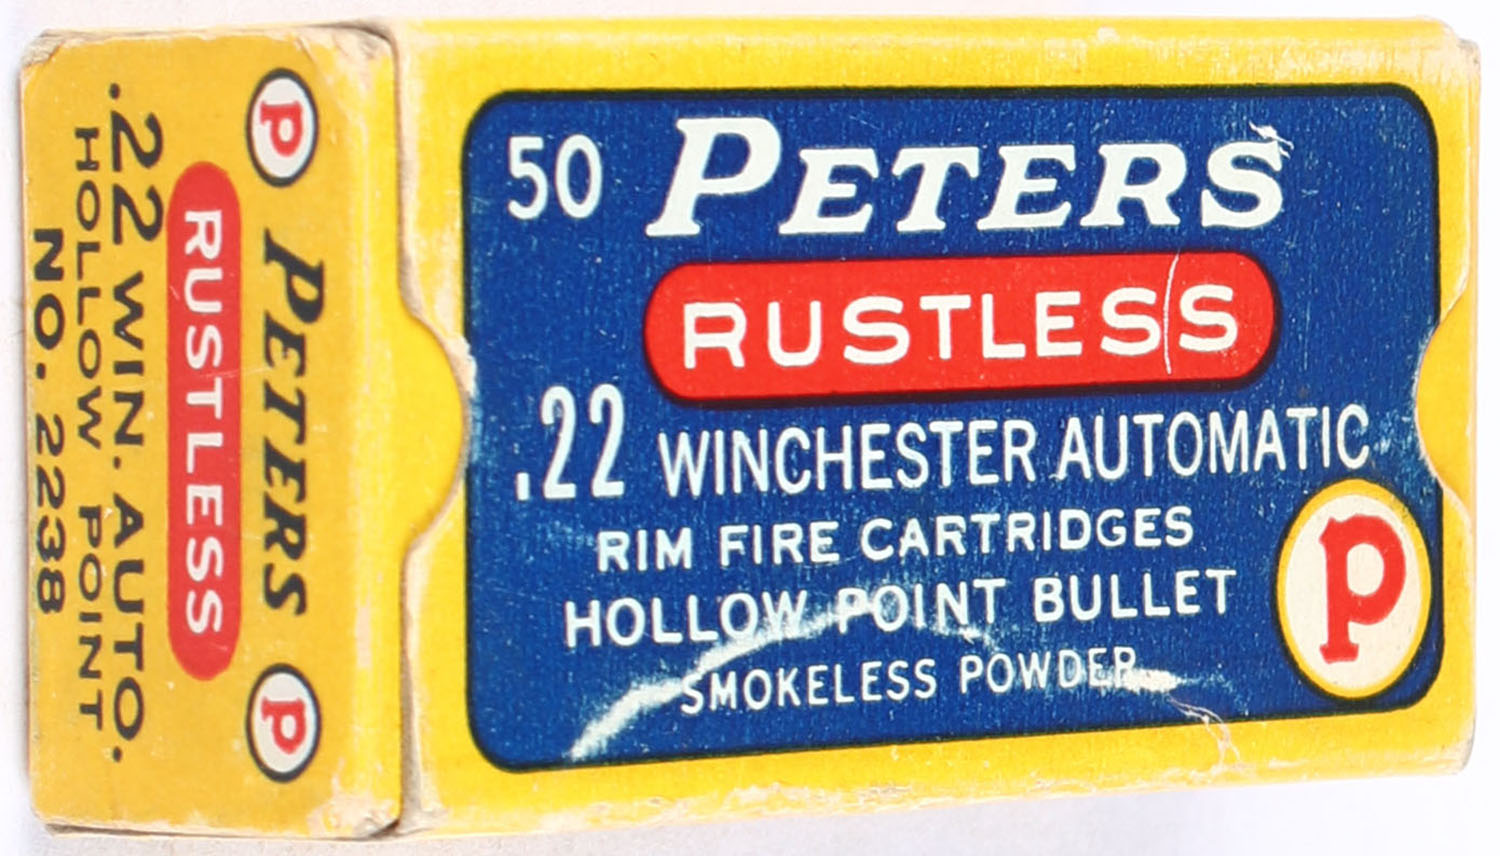 50 PETERS
RUSTLESS
.22 WINCHESTER AUTOMATIC
RIM FIRE CARTRIDGES
HOLLOW POINT BULLET
SMOKELESS POWDER
P
P PETERS P
RUSTLESS
.22 WIN. AUTO.
HOLLOW POINT
NO. 2238